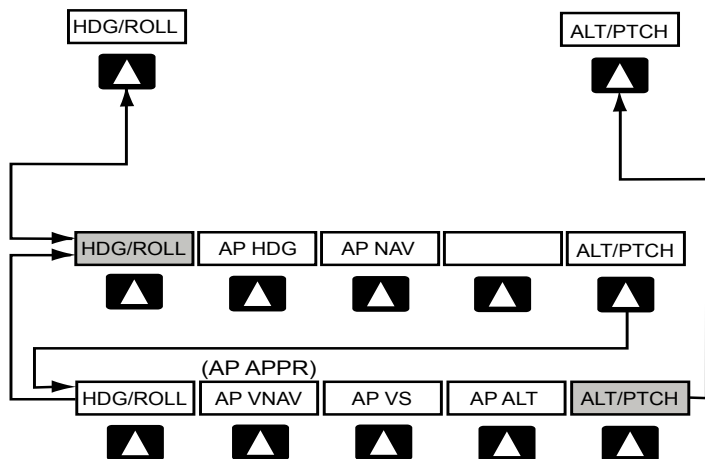 HDG/ROLL ALT/PTCH
HDG/ROLL AP HDG AP NAV ALT/PTCH
(AP APPR)
HDG/ROLL AP VNAV AP VS AP ALT ALT/PTCH